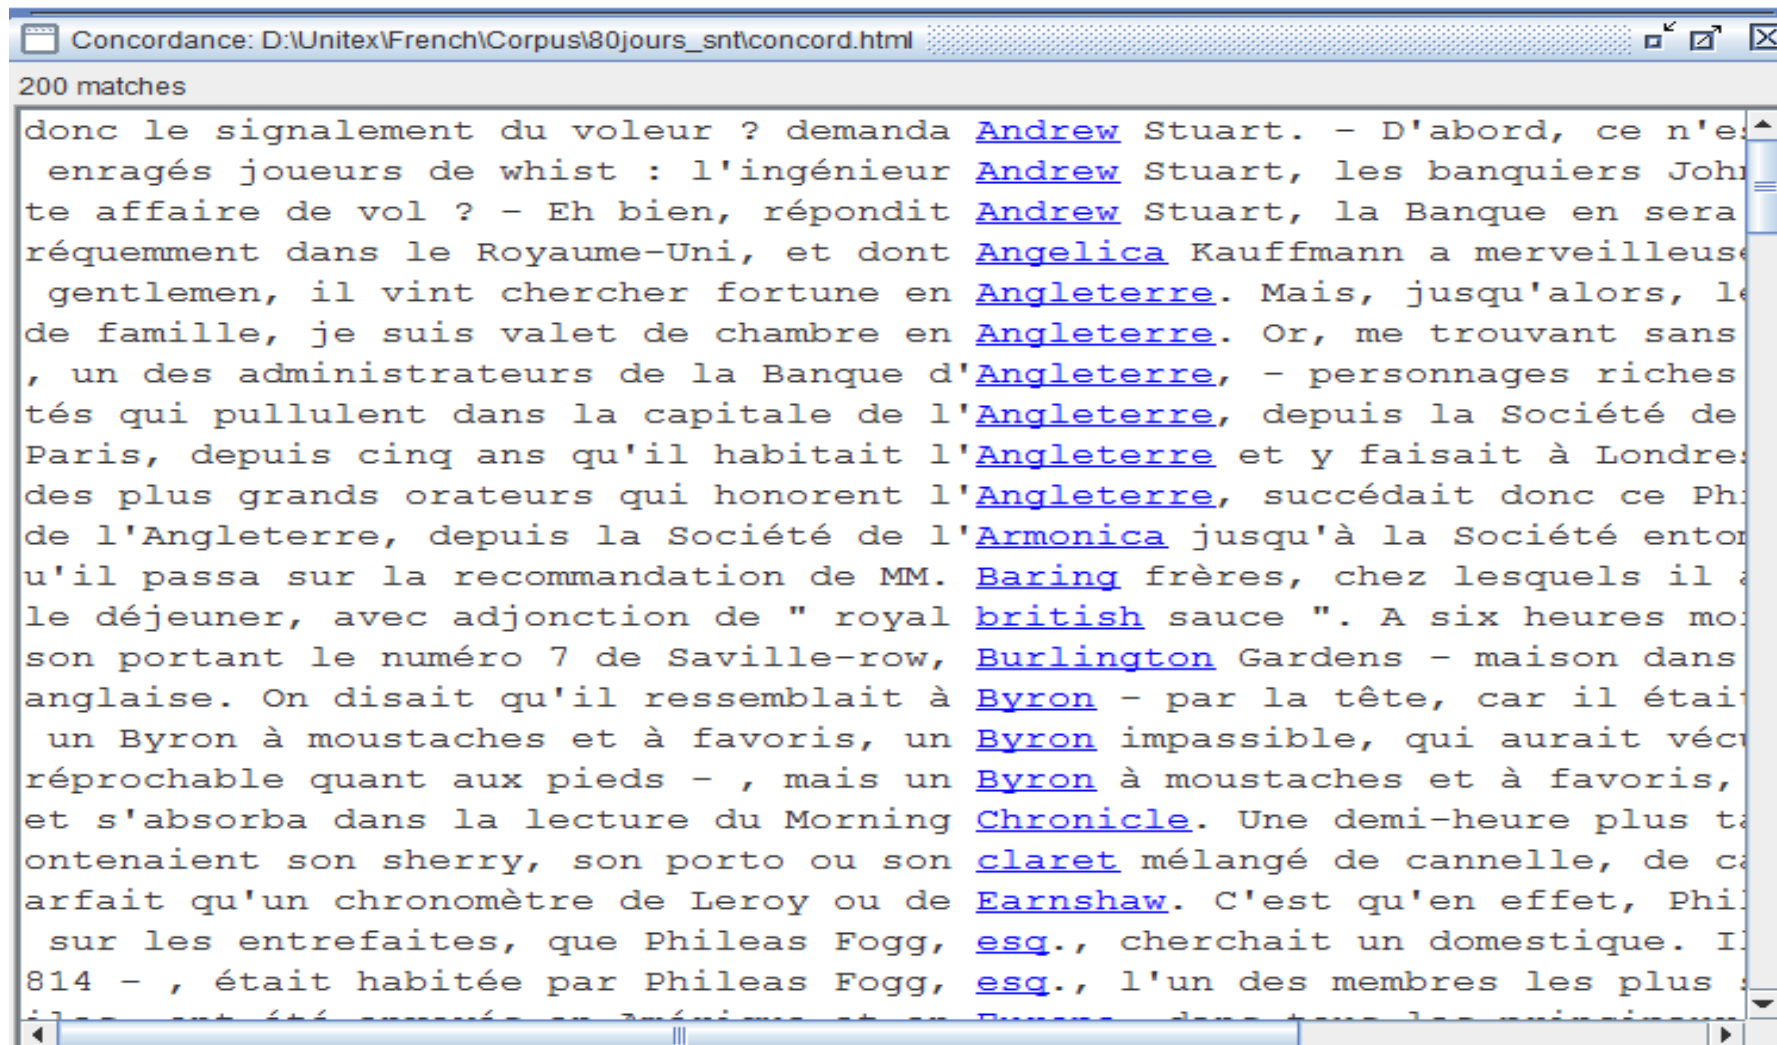 Concordance: D:\Unitex\French\Corpus\80jours_snt\concord.html
200 matches
donc le signalement du voleur ? demanda Andrew Stuart. – D'abord, ce n'es
enragés joueurs de whist : l'ingénieur Andrew Stuart, les banquiers John
te affaire de vol ? – Eh bien, répondit Andrew Stuart, la Banque en sera
réquemment dans le Royaume-Uni, et dont Angelica Kauffmann a merveilleuse
gentlemen, il vint chercher fortune en Angleterre. Mais, jusqu'alors, le
de famille, je suis valet de chambre en Angleterre. Or, me trouvant sans
, un des administrateurs de la Banque d'Angleterre, – personnages riches
tés qui pullulent dans la capitale de l'Angleterre, depuis la Société de
Paris, depuis cinq ans qu'il habitait l'Angleterre et y faisait à Londres
des plus grands orateurs qui honorent l'Angleterre, succédait donc ce Ph
de l'Angleterre, depuis la Société de l'Armonica jusqu'à la Société entom
u'il passa sur la recommandation de MM. Baring frères, chez lesquels il a
le déjeuner, avec adjonction de " royal british sauce ". A six heures moi
son portant le numéro 7 de Saville-row, Burlington Gardens – maison dans
anglaise. On disait qu'il ressemblait à Byron – par la tête, car il était
un Byron à moustaches et à favoris, un Byron impassible, qui aurait vécu
réprochable quant aux pieds – , mais un Byron à moustaches et à favoris,
et s'absorba dans la lecture du Morning Chronicle. Une demi-heure plus ta
ontenaient son sherry, son porto ou son claret mélangé de cannelle, de ca
arfait qu'un chronomètre de Leroy ou de Earnshaw. C'est qu'en effet, Phil
sur les entrefaites, que Phileas Fogg, esq., cherchait un domestique. Il
814 – , était habitée par Phileas Fogg, esq., l'un des membres les plus